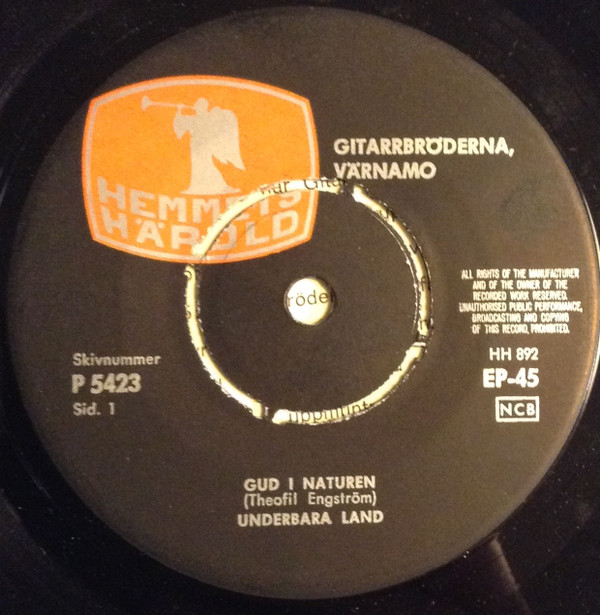 HEMMETS
HÄROLD
GITARRBRÖDERNA,
VÄRNAMO
ALL RIGHTS OF THE MANUFACTURER
AND OF THE OWNER OF THE
RECORDED WORK RESERVED.
UNAUTHORISED PUBLIC PERFORMANCE,
BROADCASTING AND COPYING
OF THIS RECORD, PROHIBITED.
Skivnummer
P 5423
Sid. 1
HH 892
EP-45
NCB
röde
GUD I NATUREN
(Theofil Engström)
UNDERBARA LAND